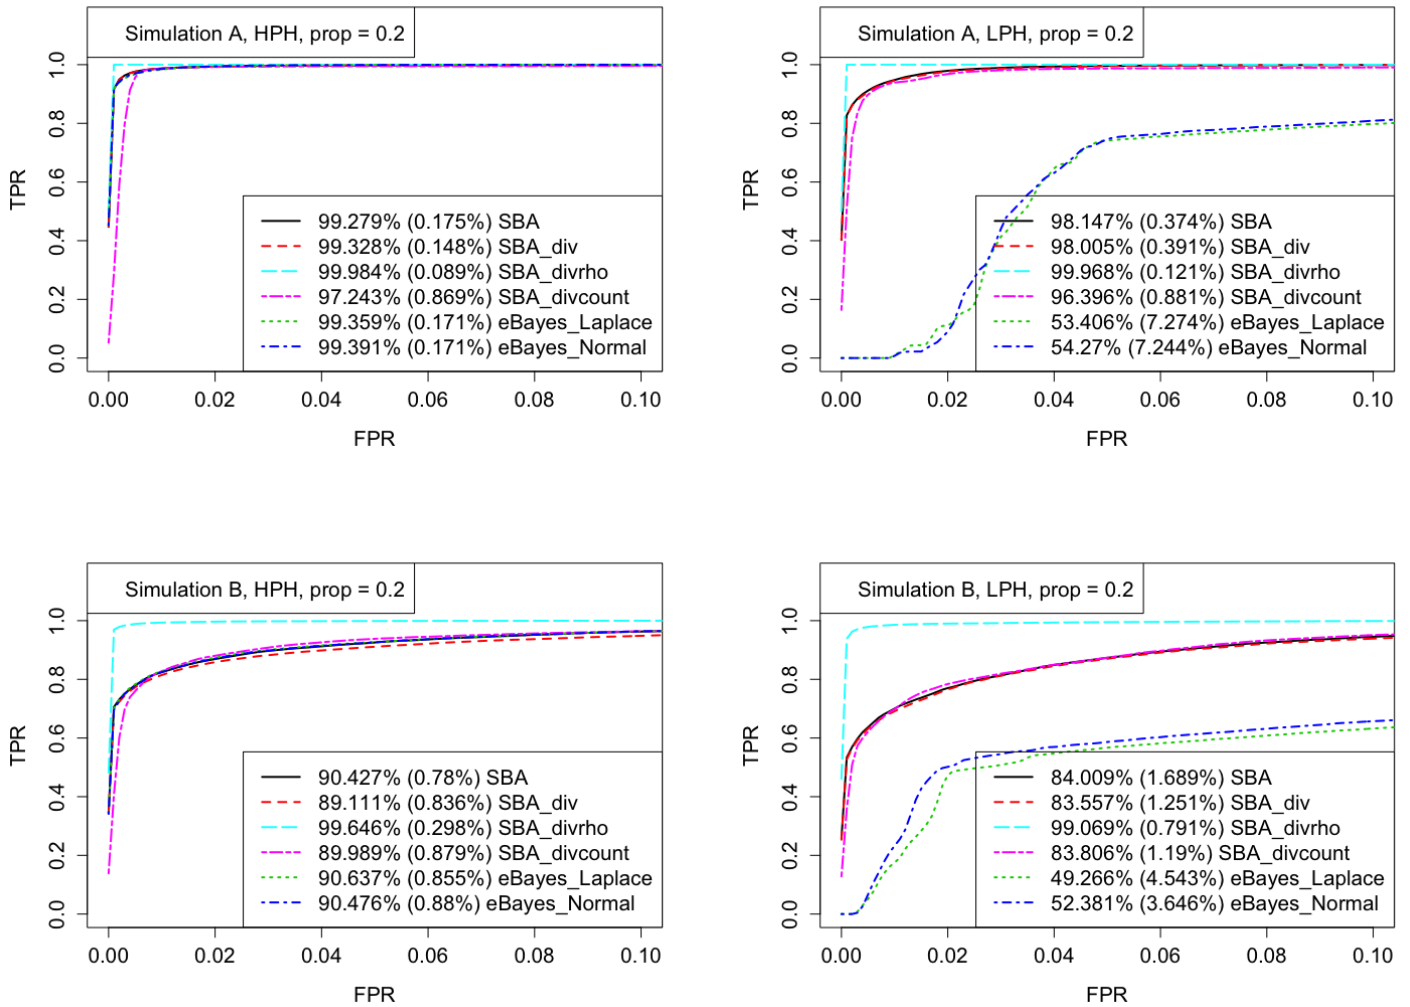 Simulation A, HPH, prop = 0.2
TPR
1.0
0.8
0.6
0.4
0.2
0.0
99.279% (0.175%) SBA
99.328% (0.148%) SBA_div
99.984% (0.089%) SBA_divrho
97.243% (0.869%) SBA_divcount
99.359% (0.171%) eBayes_Laplace
99.391% (0.171%) eBayes_Normal
0.00 0.02 0.04 0.06 0.08 0.10
FPR
Simulation A, LPH, prop = 0.2
TPR
1.0
0.8
0.6
0.4
0.2
0.0
98.147% (0.374%) SBA
98.005% (0.391%) SBA_div
99.968% (0.121%) SBA_divrho
96.396% (0.881%) SBA_divcount
53.406% (7.274%) eBayes_Laplace
54.27% (7.244%) eBayes_Normal
0.00 0.02 0.04 0.06 0.08 0.10
FPR
Simulation B, HPH, prop = 0.2
TPR
1.0
0.8
0.6
0.4
0.2
0.0
90.427% (0.78%) SBA
89.111% (0.836%) SBA_div
99.646% (0.298%) SBA_divrho
89.989% (0.879%) SBA_divcount
90.637% (0.855%) eBayes_Laplace
90.476% (0.88%) eBayes_Normal
0.00 0.02 0.04 0.06 0.08 0.10
FPR
Simulation B, LPH, prop = 0.2
TPR
1.0
0.8
0.6
0.4
0.2
0.0
84.009% (1.689%) SBA
83.557% (1.251%) SBA_div
99.069% (0.791%) SBA_divrho
83.806% (1.19%) SBA_divcount
49.266% (4.543%) eBayes_Laplace
52.381% (3.646%) eBayes_Normal
0.00 0.02 0.04 0.06 0.08 0.10
FPR